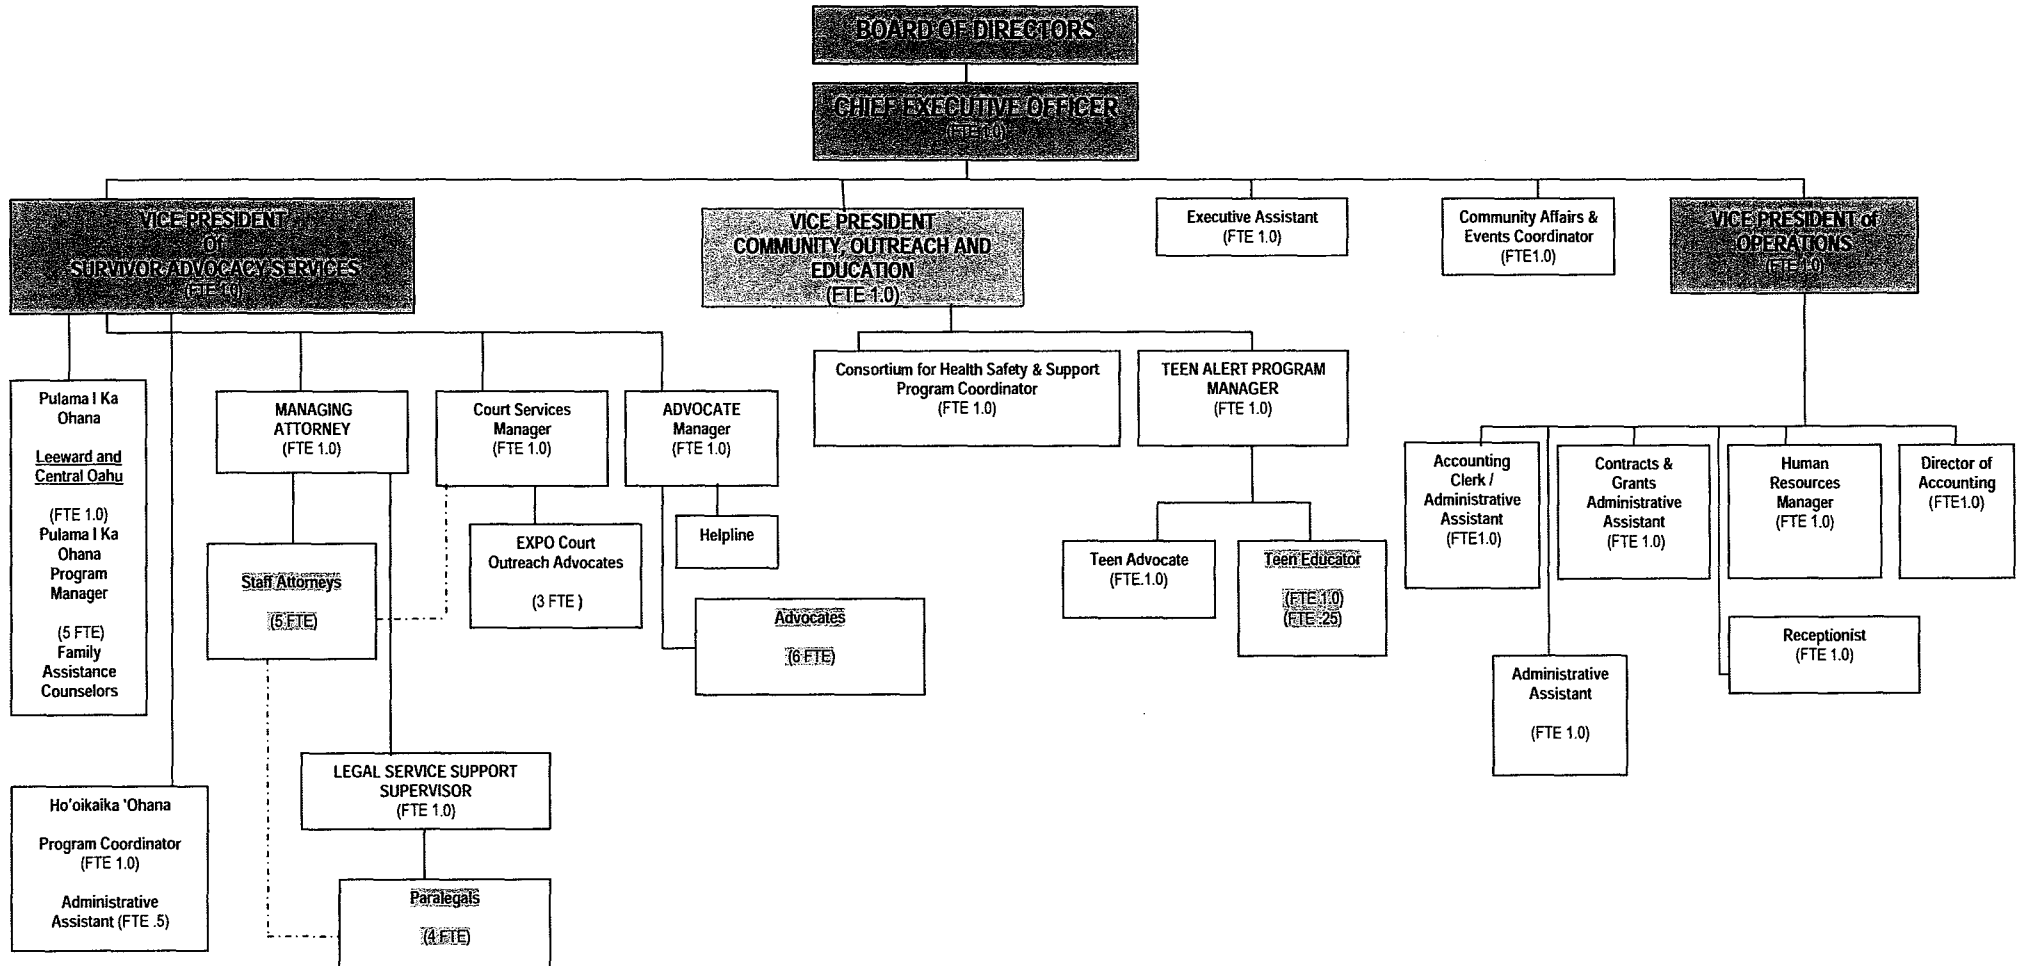 BOARD OF DIRECTORS
CHIEF EXECUTIVE OFFICER
(FTE 1.0)
VICE PRESIDENT
Of
SURVIVOR ADVOCACY SERVICES
(FTE 1.0)
VICE PRESIDENT
COMMUNITY, OUTREACH AND
EDUCATION
(FTE 1.0)
Executive Assistant
(FTE 1.0)
Community Affairs &
Events Coordinator
(FTE1.0)
VICE PRESIDENT of
OPERATIONS
(FTE 1.0)
Pulama I Ka
Ohana
Leeward and
Central Oahu
(FTE 1.0)
Pulama I Ka
Ohana
Program
Manager
(5 FTE)
Family
Assistance
Counselors
MANAGING
ATTORNEY
(FTE 1.0)
Court Services
Manager
(FTE 1.0)
ADVOCATE
Manager
(FTE 1.0)
Consortium for Health Safety & Support
Program Coordinator
(FTE 1.0)
TEEN ALERT PROGRAM
MANAGER
(FTE 1.0)
Accounting
Clerk /
Administrative
Assistant
(FTE1.0)
Contracts &
Grants
Administrative
Assistant
(FTE 1.0)
Human
Resources
Manager
(FTE 1.0)
Director of
Accounting
(FTE1.0)
Staff Attorneys
(5 FTE)
EXPO Court
Outreach Advocates
(3 FTE )
Helpline
Advocates
(6 FTE)
Teen Advocate
(FTE.1.0)
Teen Educator
(FTE 1.0)
(FTE .25)
Administrative
Assistant
(FTE 1.0)
Receptionist
(FTE 1.0)
LEGAL SERVICE SUPPORT
SUPERVISOR
(FTE 1.0)
Ho'oikaika 'Ohana
Program Coordinator
(FTE 1.0)
Administrative
Assistant (FTE .5)
Paralegals
(4 FTE)